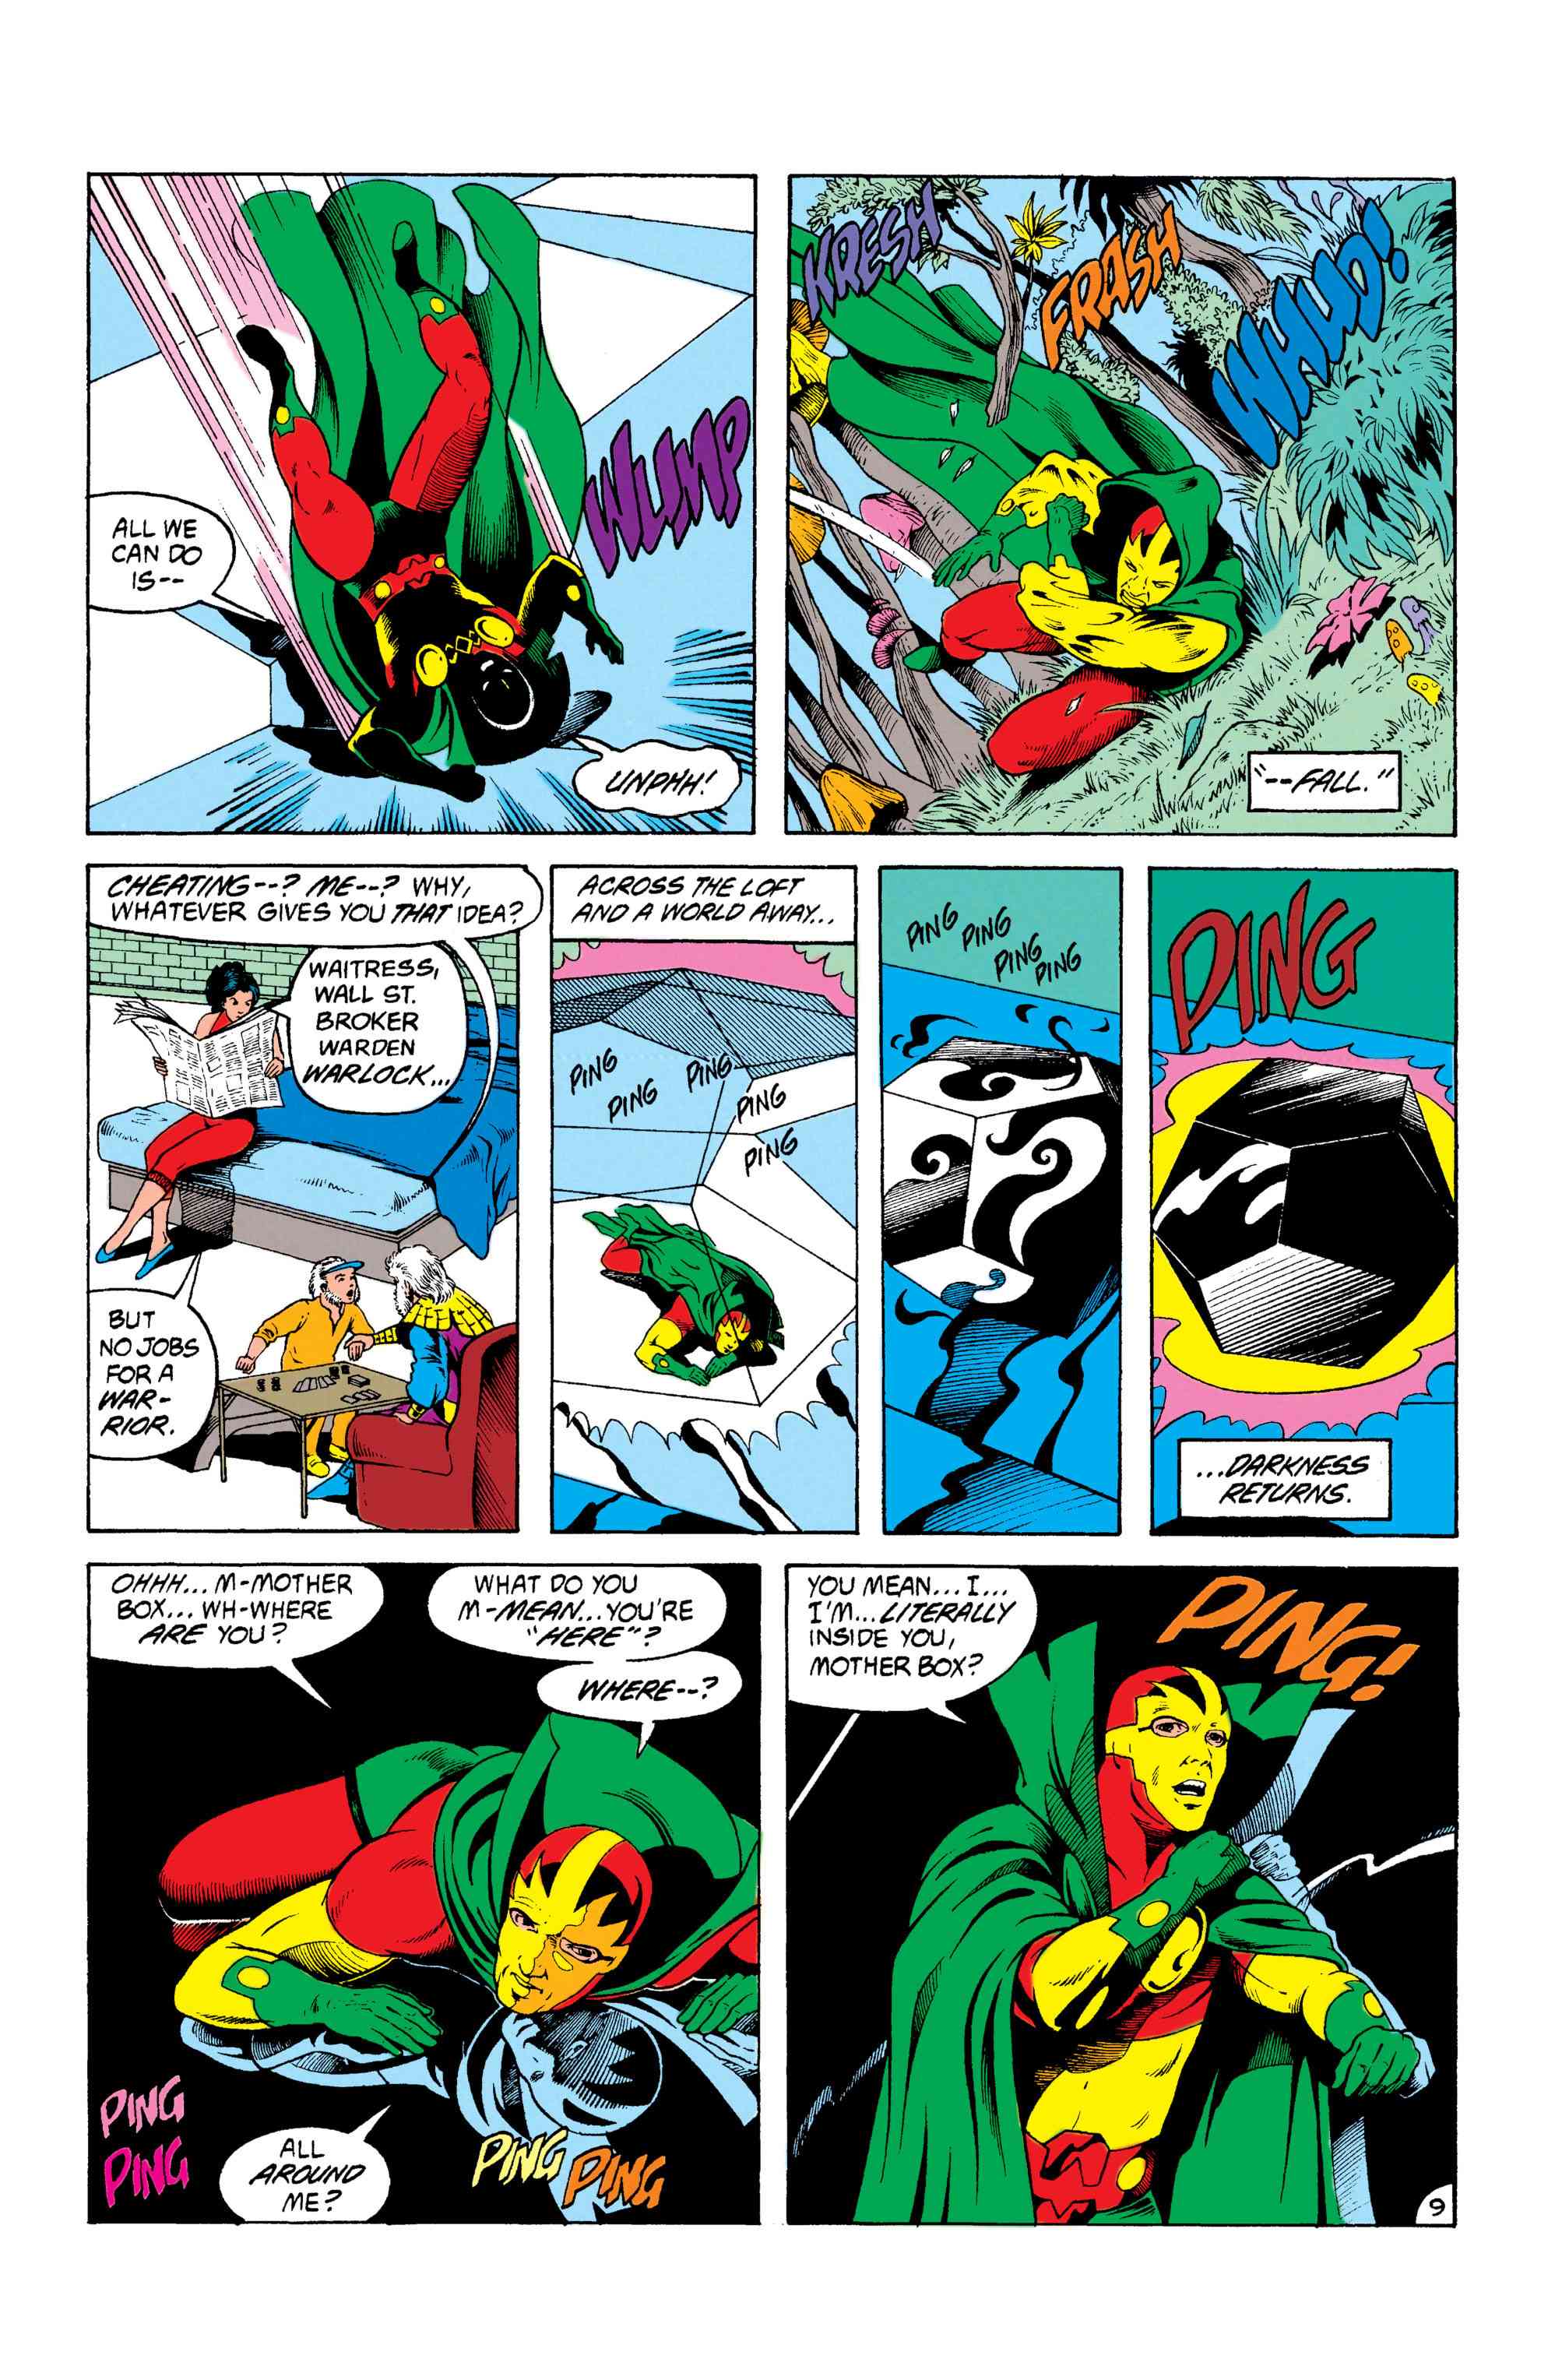 ALL WE
CAN DO
IS--
WUMP
UNPHH!
KRESH
FRASH
WHUD!
"--FALL."
CHEATING--? ME--? WHY,
WHATEVER GIVES YOU THAT IDEA?
WAITRESS,
WALL ST.
BROKER
WARDEN
WARLOCK...
BUT
NO JOBS
FOR A
WAR-
RIOR.
ACROSS THE LOFT
AND A WORLD AWAY...
PING
PING
PING
PING
PING
PING
PING
PING
PING
PING
...DARKNESS
RETURNS.
OHHH... M-MOTHER
BOX... WH-WHERE
ARE YOU?
WHAT DO YOU
M-MEAN...YOU'RE
"HERE"?
WHERE--?
PING
PING
ALL
AROUND
ME?
PING
PING
YOU MEAN... I...
I'M... LITERALLY
INSIDE YOU,
MOTHER BOX?
PING!
9